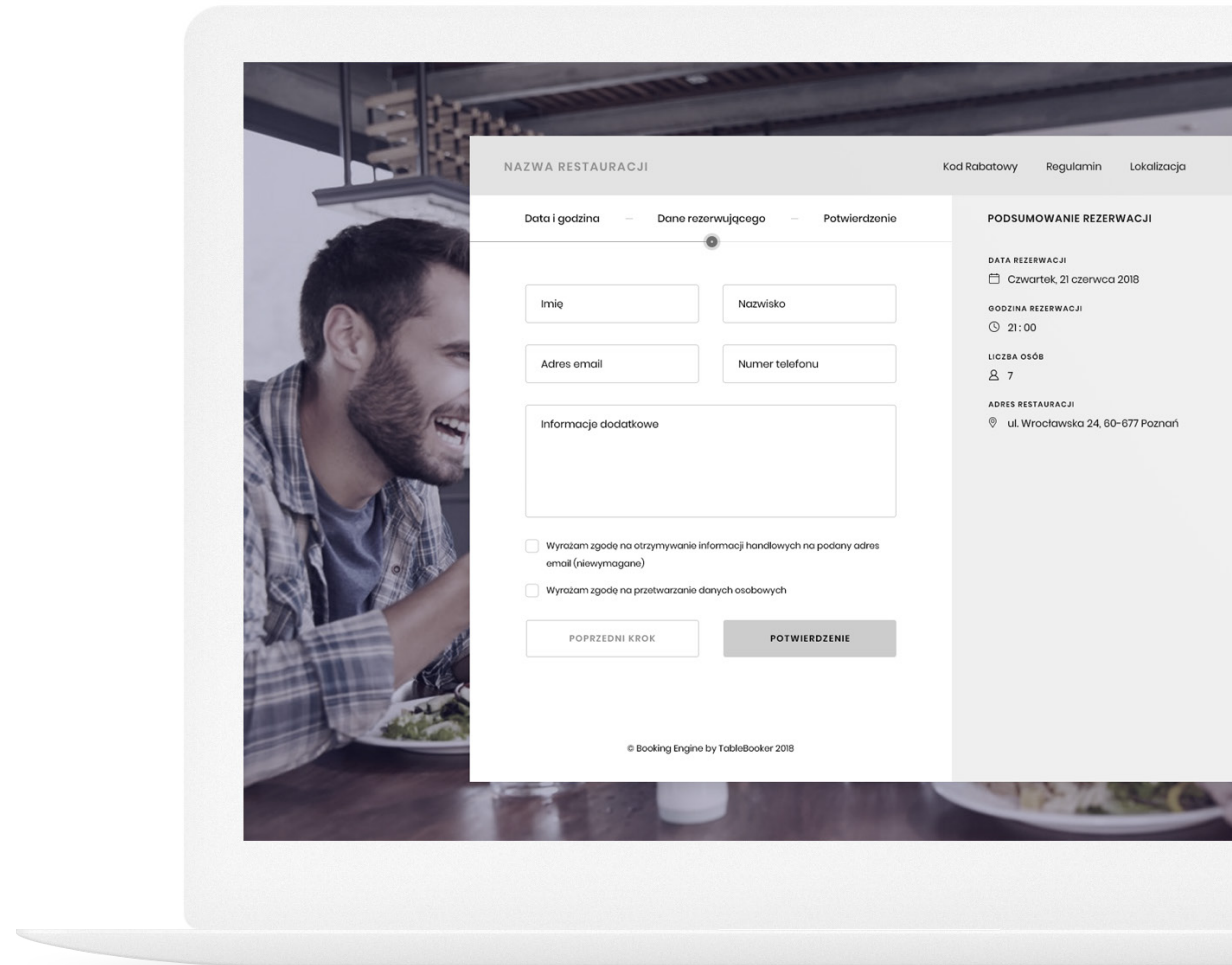 NAZWA RESTAURACJI
Kod Rabatowy
Regulamin
Lokalizacja
Data i godzina — Dane rezerwującego — Potwierdzenie
Imię
Nazwisko
Adres email
Numer telefonu
Informacje dodatkowe
Wyrażam zgodę na otrzymywanie informacji handlowych na podany adres
email (niewymagane)
Wyrażam zgodę na przetwarzanie danych osobowych
POPRZEDNI KROK
POTWIERDZENIE
© Booking Engine by TableBooker 2018
PODSUMOWANIE REZERWACJI
DATA REZERWACJI
Czwartek, 21 czerwca 2018
GODZINA REZERWACJI
21 : 00
LICZBA OSÓB
7
ADRES RESTAURACJI
ul. Wrocławska 24, 60-677 Poznań